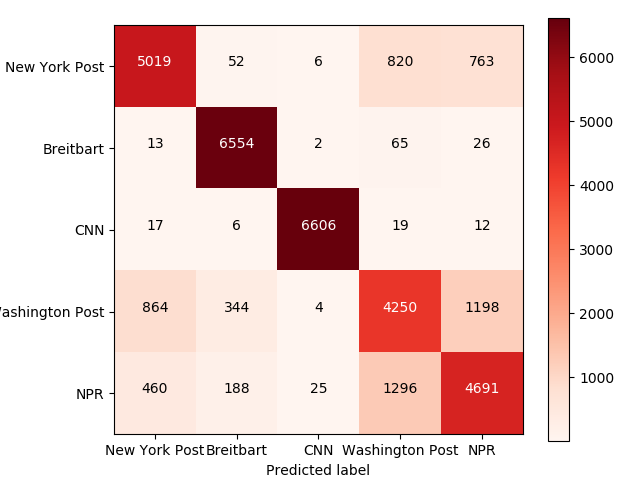 New York Post 5019 52 6 820 763
Breitbart 13 6554 2 65 26
CNN 17 6 6606 19 12
ashington Post 864 344 4 4250 1198
NPR 460 188 25 1296 4691
New York Post Breitbart CNN Washington Post NPR
Predicted label
6000
5000
4000
3000
2000
1000